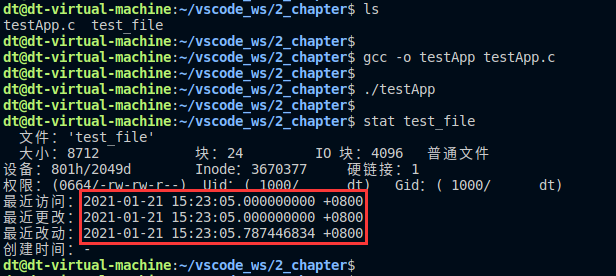 dt@dt-virtual-machine:~/vscode_ws/2_chapter$ ls
testApp.c  test_file
dt@dt-virtual-machine:~/vscode_ws/2_chapter$
dt@dt-virtual-machine:~/vscode_ws/2_chapter$ gcc -o testApp testApp.c
dt@dt-virtual-machine:~/vscode_ws/2_chapter$
dt@dt-virtual-machine:~/vscode_ws/2_chapter$ ./testApp
dt@dt-virtual-machine:~/vscode_ws/2_chapter$
dt@dt-virtual-machine:~/vscode_ws/2_chapter$ stat test_file
文件：'test_file'
大小：8712 块：24 IO 块：4096 普通文件
设备：801h/2049d Inode：3670377 硬链接：1
权限：(0664/-rw-rw-r--) Uid：( 1000/ dt) Gid：( 1000/ dt)
最近访问：2021-01-21 15:23:05.000000000 +0800
最近更改：2021-01-21 15:23:05.000000000 +0800
最近改动：2021-01-21 15:23:05.787446834 +0800
创建时间：-
dt@dt-virtual-machine:~/vscode_ws/2_chapter$